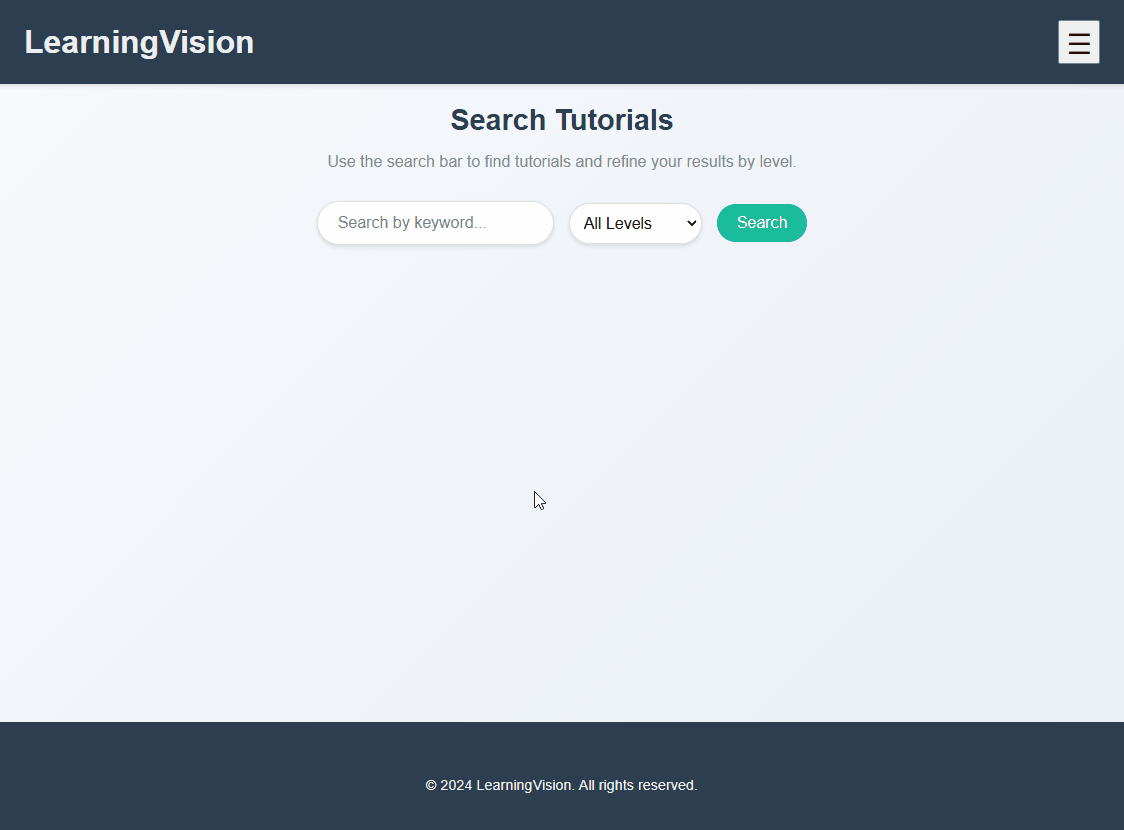 LearningVision
Search Tutorials
Use the search bar to find tutorials and refine your results by level.
Search by keyword... All Levels Search
© 2024 LearningVision. All rights reserved.